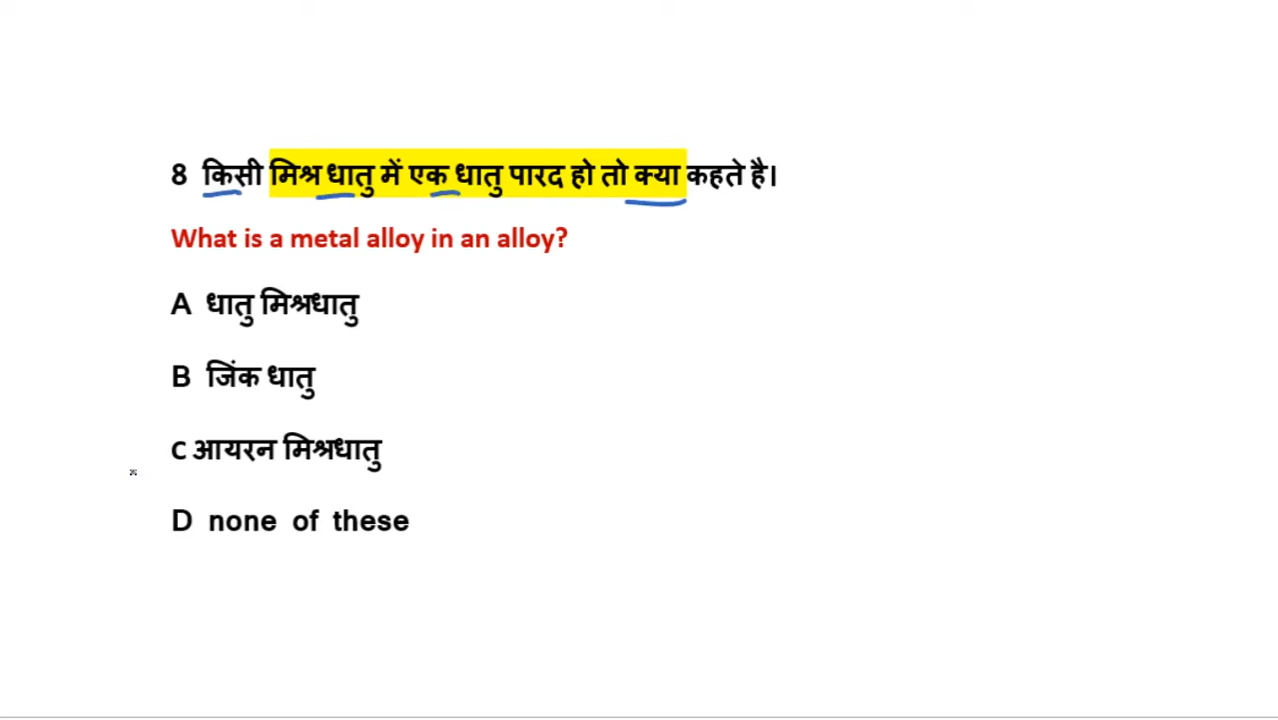 8 किसी मिश्र धातु में एक धातु पारद हो तो क्या कहते है।
What is a metal alloy in an alloy?
A धातु मिश्रधातु
B जिंक धातु
C आयरन मिश्रधातु
D none of these